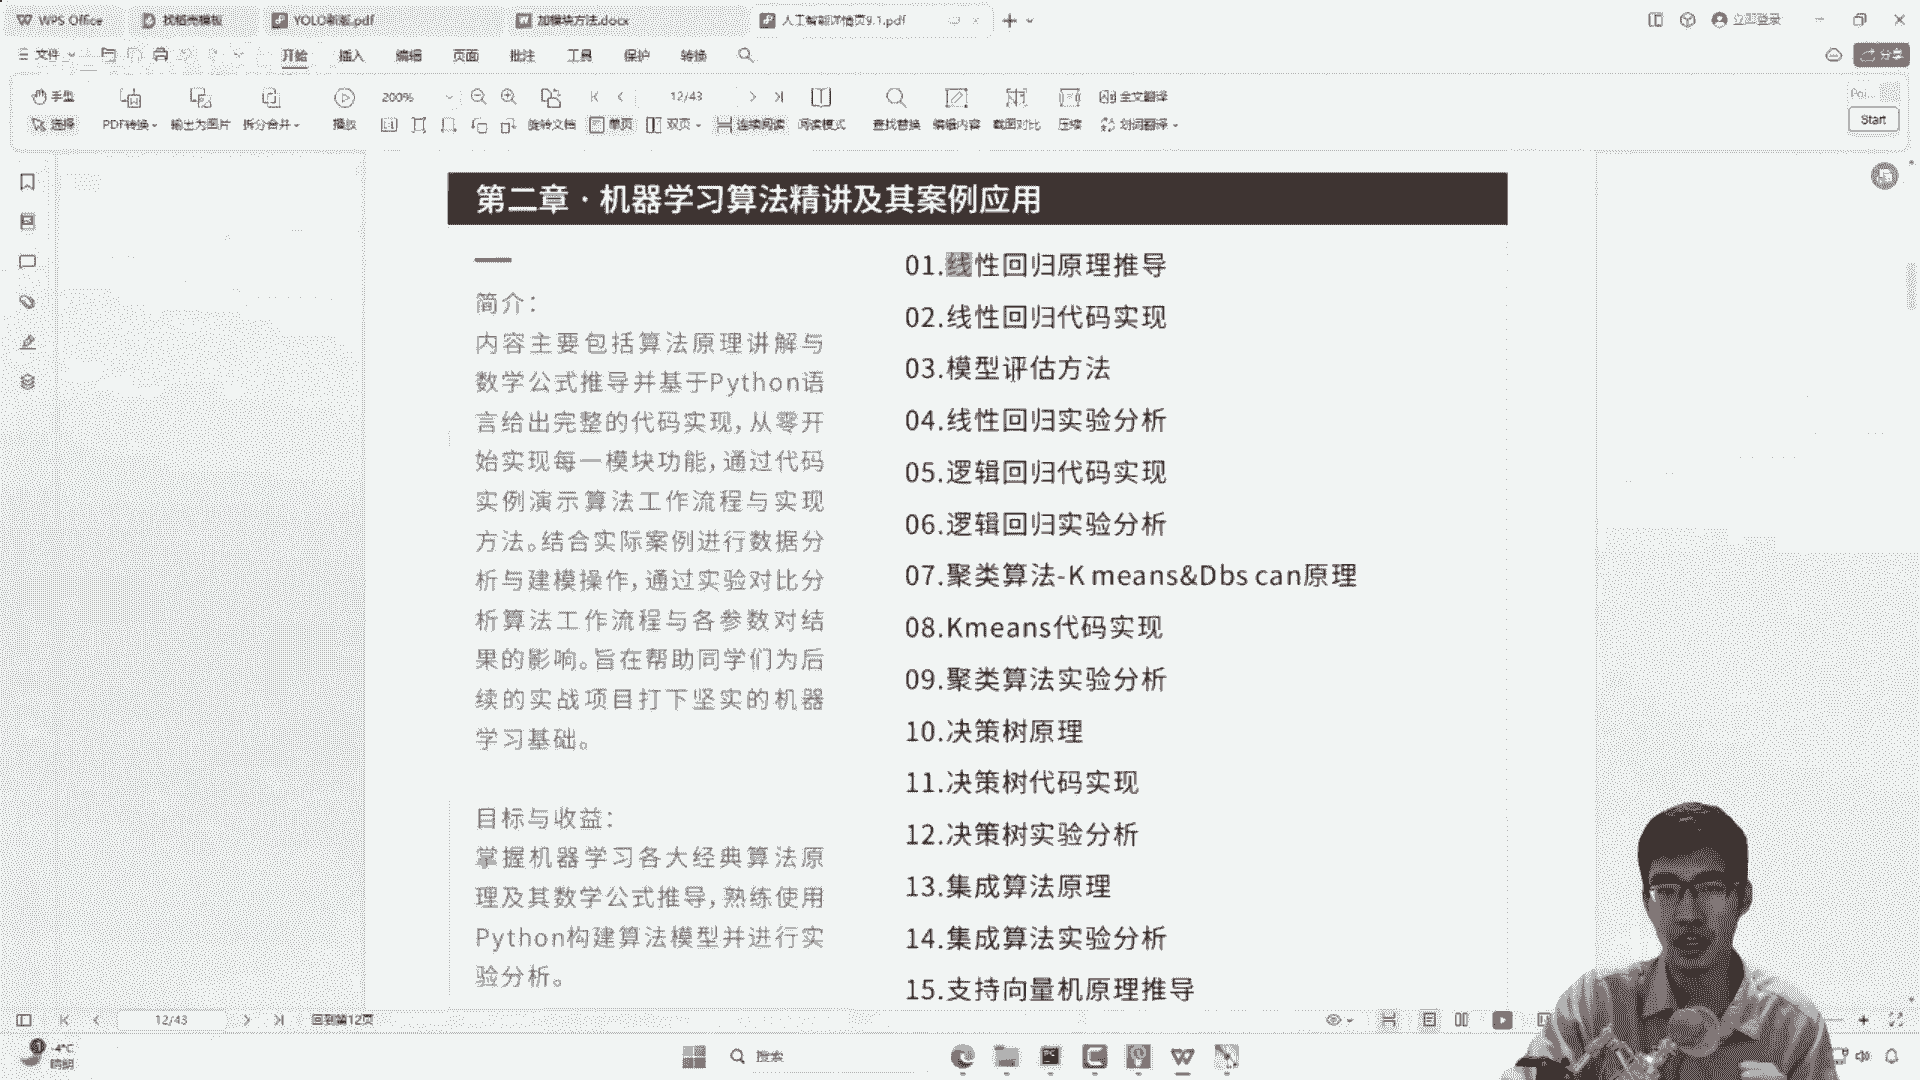 WPS Office
找稻壳模板
YOLO新版.pdf
加模块方法.docx
人工智能详情页9.1.pdf
立即登录
文件
开始
插入
编辑
页面
批注
工具
保护
转换
分享
手型
选择
PDF转换
输出为图片
拆分合并
播放
200%
旋转文档
12/43
单页
双页
连续阅读
阅读模式
查找替换
编辑内容
截图对比
压缩
全文翻译
划词翻译
Poi...
Start
第二章·机器学习算法精讲及其案例应用
简介：
内容主要包括算法原理讲解与
数学公式推导并基于Python语
言给出完整的代码实现，从零开
始实现每一模块功能，通过代码
实例演示算法工作流程与实现
方法。结合实际案例进行数据分
析与建模操作，通过实验对比分
析算法工作流程与各参数对结
果的影响。旨在帮助同学们为后
续的实战项目打下坚实的机器
学习基础。
目标与收益：
掌握机器学习各大经典算法原
理及其数学公式推导，熟练使用
Python构建算法模型并进行实
验分析。
01.线性回归原理推导
02.线性回归代码实现
03.模型评估方法
04.线性回归实验分析
05.逻辑回归代码实现
06.逻辑回归实验分析
07.聚类算法-K means&Dbs can原理
08.Kmeans代码实现
09.聚类算法实验分析
10.决策树原理
11.决策树代码实现
12.决策树实验分析
13.集成算法原理
14.集成算法实验分析
15.支持向量机原理推导
12/43
回到第12页
-4°C
晴朗
搜索